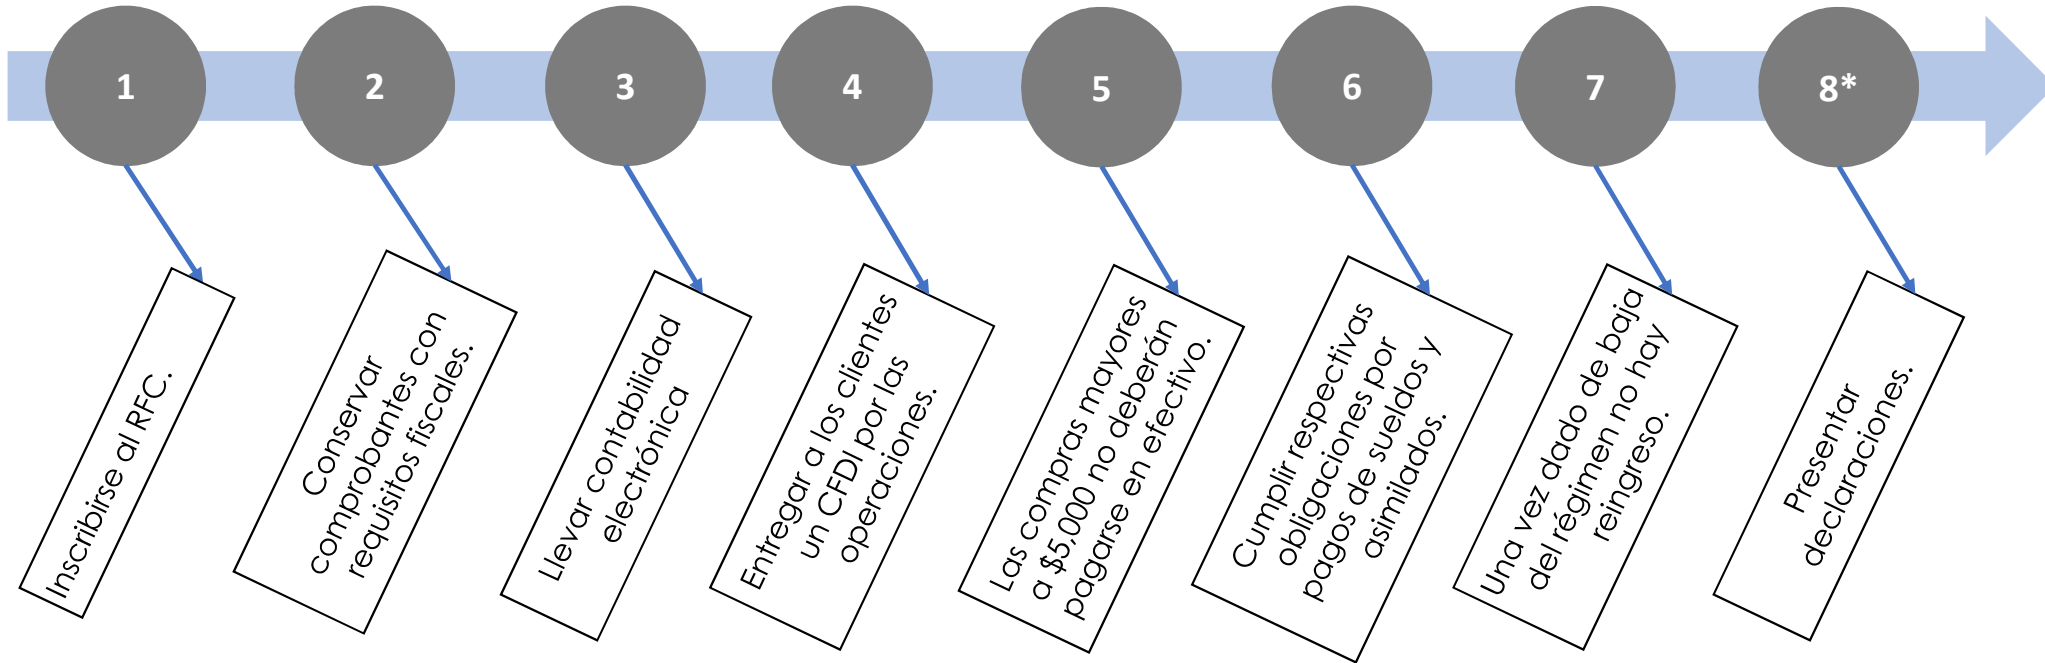 1
2
3
4
5
6
7
8*
Inscribirse al RFC.
Conservar
comprobantes con
requisitos fiscales.
Llevar contabilidad
electrónica
Entregar a los clientes
un CFDI por las
operaciones.
Las compras mayores
a $5,000 no deberán
pagarse en efectivo.
Cumplir respectivas
obligaciones por
pagos de sueldos y
asimilados.
Una vez dado de baja
del régimen no hay
reingreso.
Presentar
declaraciones.